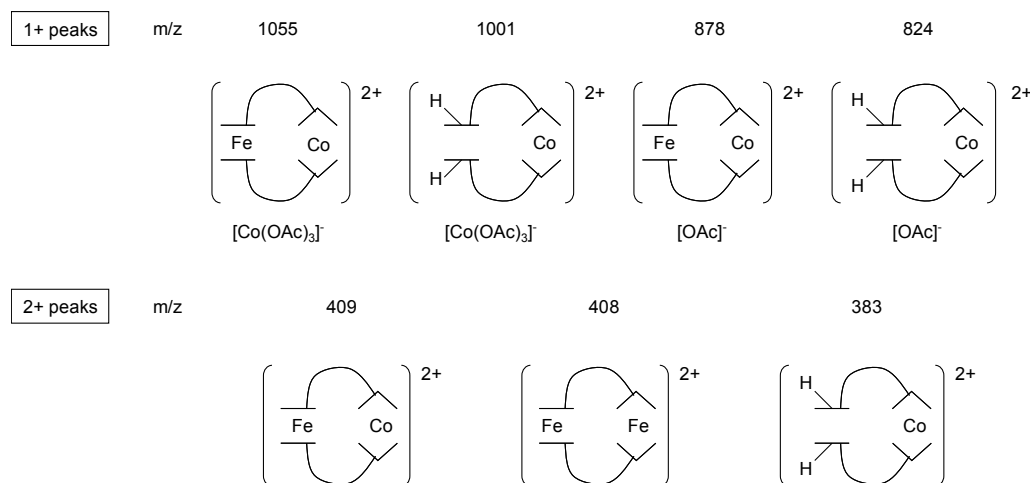 1+ peaks m/z 1055 1001 878 824
2+ 2+ 2+ 2+
H H
Fe Co Co Fe Co Co
H H
[Co(OAc)₃]⁻ [Co(OAc)₃]⁻ [OAc]⁻ [OAc]⁻
2+ peaks m/z 409 408 383
2+ 2+ 2+
H
Fe Co Fe Fe Co
H